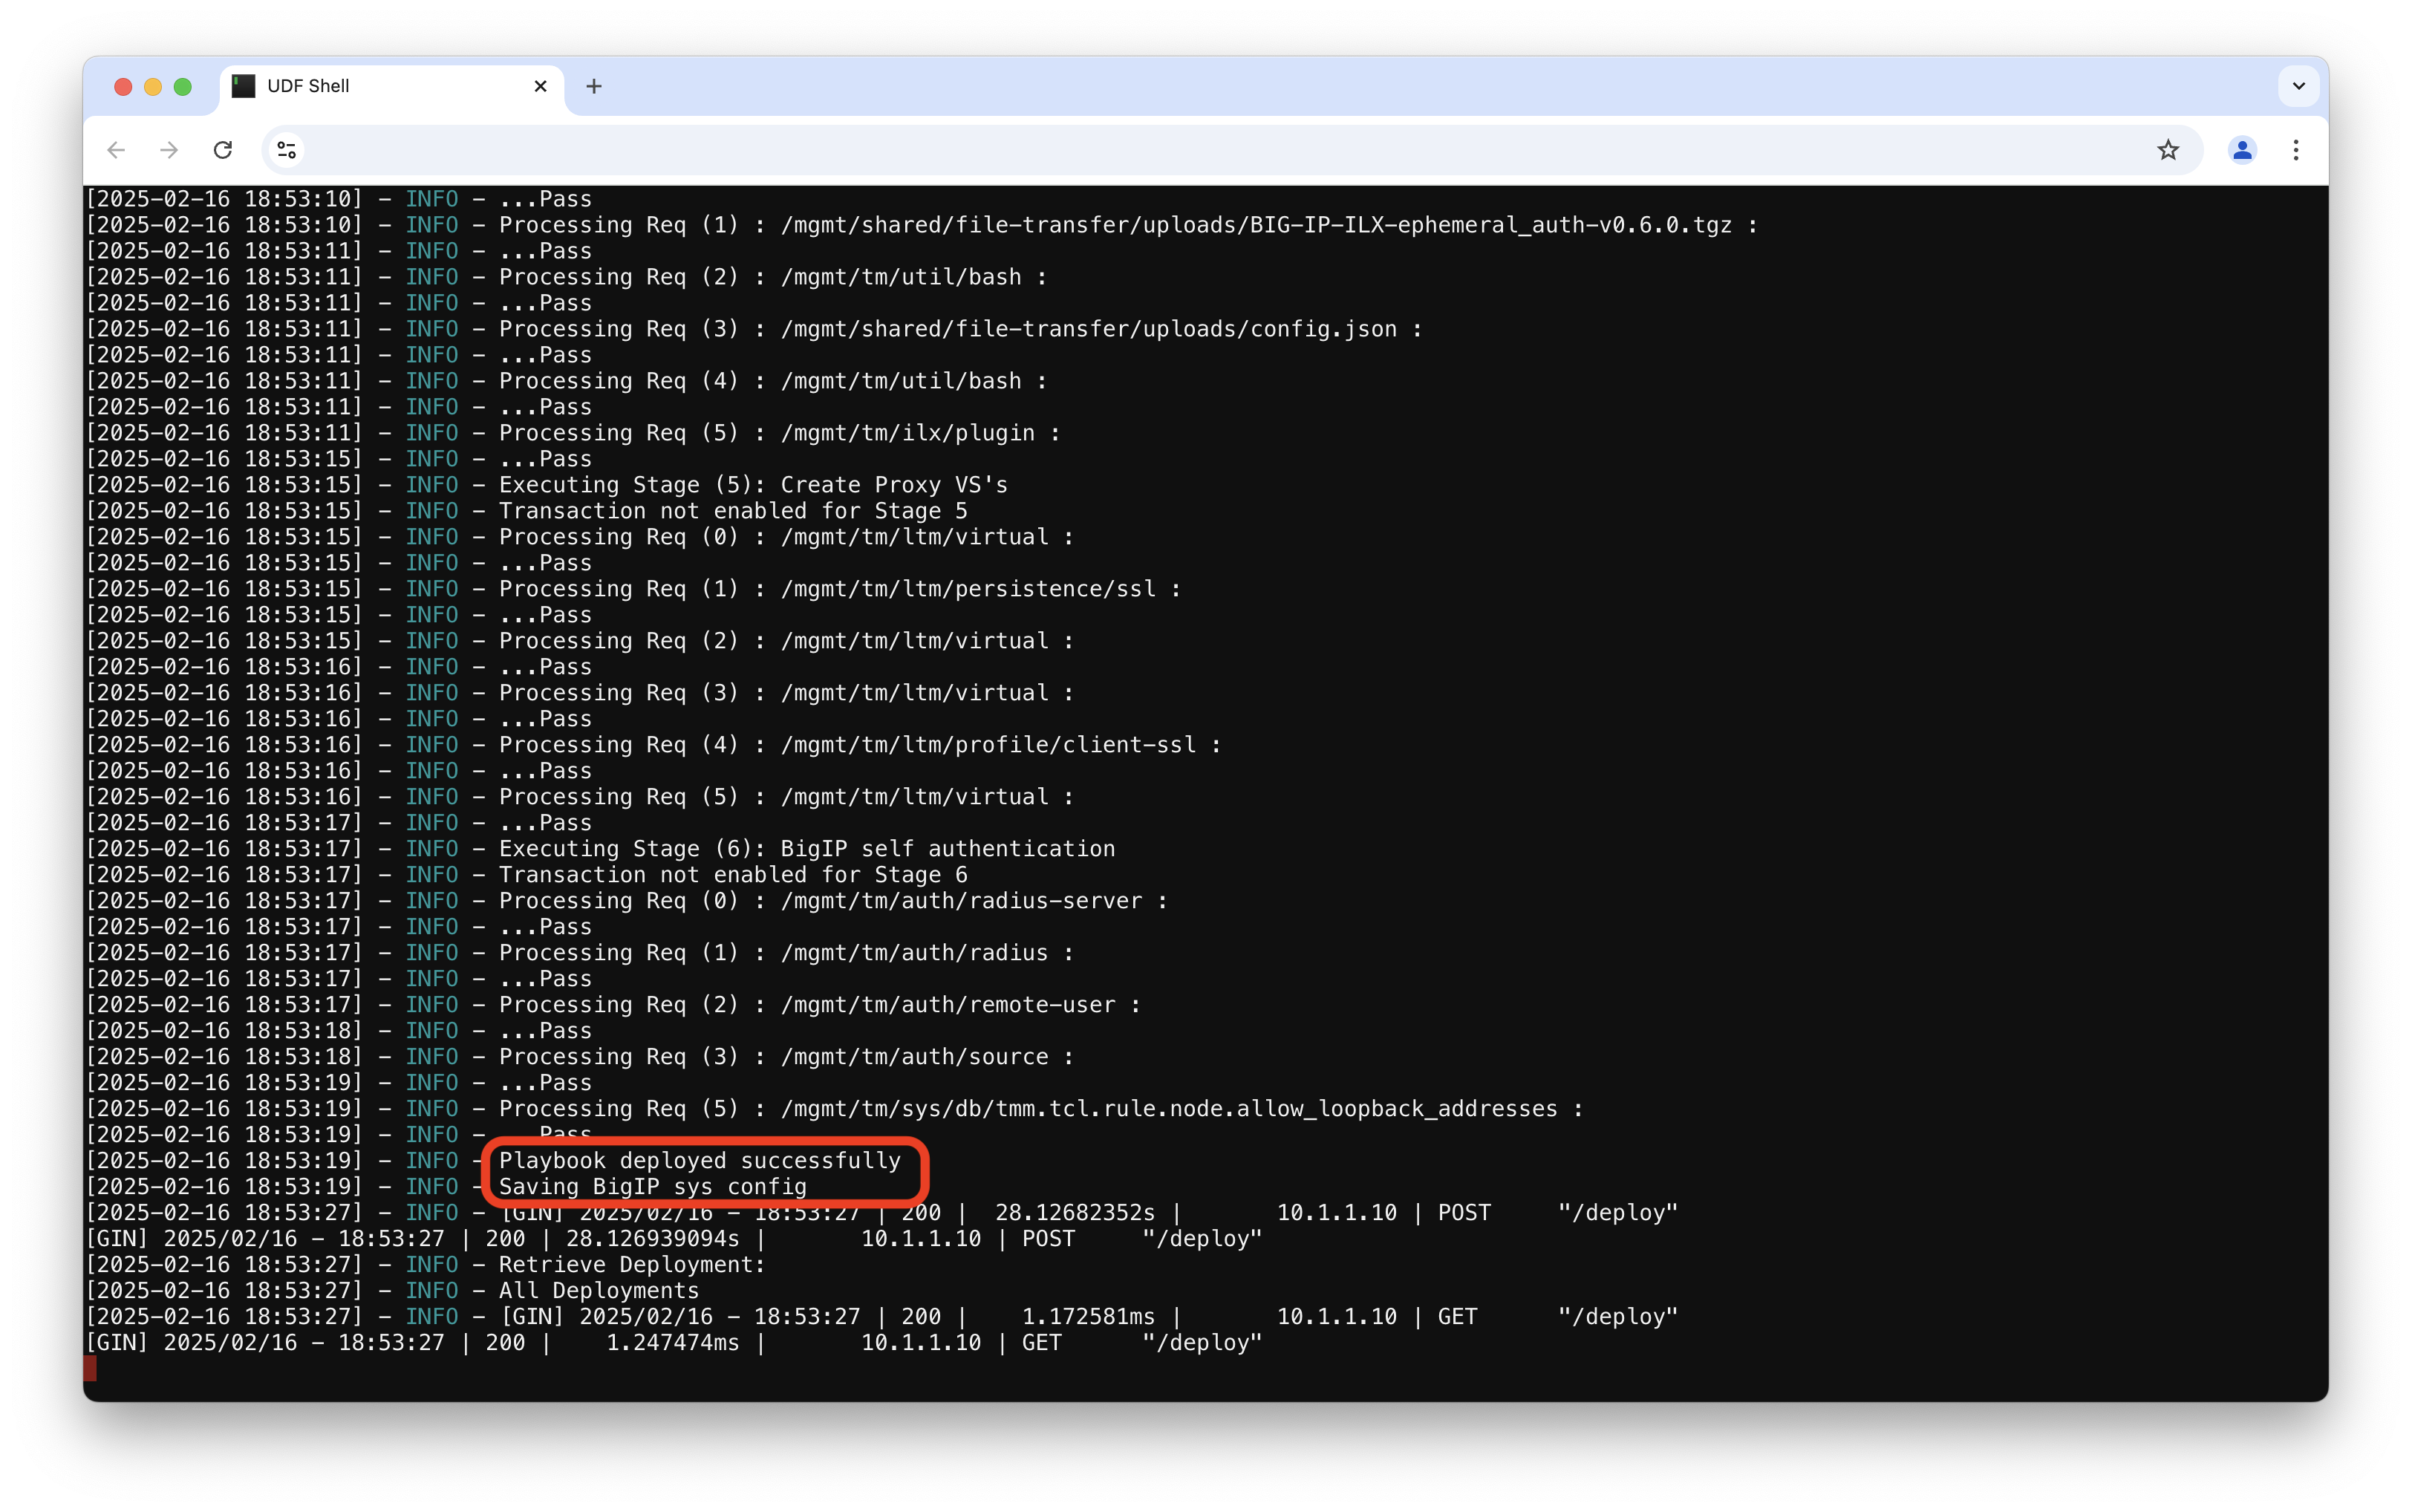 UDF Shell
[2025-02-16 18:53:10] - INFO - ...Pass
[2025-02-16 18:53:10] - INFO - Processing Req (1) : /mgmt/shared/file-transfer/uploads/BIG-IP-ILX-ephemeral_auth-v0.6.0.tgz :
[2025-02-16 18:53:11] - INFO - ...Pass
[2025-02-16 18:53:11] - INFO - Processing Req (2) : /mgmt/tm/util/bash :
[2025-02-16 18:53:11] - INFO - ...Pass
[2025-02-16 18:53:11] - INFO - Processing Req (3) : /mgmt/shared/file-transfer/uploads/config.json :
[2025-02-16 18:53:11] - INFO - ...Pass
[2025-02-16 18:53:11] - INFO - Processing Req (4) : /mgmt/tm/util/bash :
[2025-02-16 18:53:11] - INFO - ...Pass
[2025-02-16 18:53:11] - INFO - Processing Req (5) : /mgmt/tm/ilx/plugin :
[2025-02-16 18:53:15] - INFO - ...Pass
[2025-02-16 18:53:15] - INFO - Executing Stage (5): Create Proxy VS's
[2025-02-16 18:53:15] - INFO - Transaction not enabled for Stage 5
[2025-02-16 18:53:15] - INFO - Processing Req (0) : /mgmt/tm/ltm/virtual :
[2025-02-16 18:53:15] - INFO - ...Pass
[2025-02-16 18:53:15] - INFO - Processing Req (1) : /mgmt/tm/ltm/persistence/ssl :
[2025-02-16 18:53:15] - INFO - ...Pass
[2025-02-16 18:53:15] - INFO - Processing Req (2) : /mgmt/tm/ltm/virtual :
[2025-02-16 18:53:16] - INFO - ...Pass
[2025-02-16 18:53:16] - INFO - Processing Req (3) : /mgmt/tm/ltm/virtual :
[2025-02-16 18:53:16] - INFO - ...Pass
[2025-02-16 18:53:16] - INFO - Processing Req (4) : /mgmt/tm/ltm/profile/client-ssl :
[2025-02-16 18:53:16] - INFO - ...Pass
[2025-02-16 18:53:16] - INFO - Processing Req (5) : /mgmt/tm/ltm/virtual :
[2025-02-16 18:53:17] - INFO - ...Pass
[2025-02-16 18:53:17] - INFO - Executing Stage (6): BigIP self authentication
[2025-02-16 18:53:17] - INFO - Transaction not enabled for Stage 6
[2025-02-16 18:53:17] - INFO - Processing Req (0) : /mgmt/tm/auth/radius-server :
[2025-02-16 18:53:17] - INFO - ...Pass
[2025-02-16 18:53:17] - INFO - Processing Req (1) : /mgmt/tm/auth/radius :
[2025-02-16 18:53:17] - INFO - ...Pass
[2025-02-16 18:53:17] - INFO - Processing Req (2) : /mgmt/tm/auth/remote-user :
[2025-02-16 18:53:18] - INFO - ...Pass
[2025-02-16 18:53:18] - INFO - Processing Req (3) : /mgmt/tm/auth/source :
[2025-02-16 18:53:19] - INFO - ...Pass
[2025-02-16 18:53:19] - INFO - Processing Req (5) : /mgmt/tm/sys/db/tmm.tcl.rule.node.allow_loopback_addresses :
[2025-02-16 18:53:19] - INFO - ...Pass
[2025-02-16 18:53:19] - INFO - Playbook deployed successfully
[2025-02-16 18:53:19] - INFO - Saving BigIP sys config
[2025-02-16 18:53:27] - INFO - [GIN] 2025/02/16 - 18:53:27 | 200 |  28.12682352s |       10.1.1.10 | POST     "/deploy"
[GIN] 2025/02/16 - 18:53:27 | 200 | 28.126939094s |       10.1.1.10 | POST     "/deploy"
[2025-02-16 18:53:27] - INFO - Retrieve Deployment:
[2025-02-16 18:53:27] - INFO - All Deployments
[2025-02-16 18:53:27] - INFO - [GIN] 2025/02/16 - 18:53:27 | 200 |    1.172581ms |       10.1.1.10 | GET      "/deploy"
[GIN] 2025/02/16 - 18:53:27 | 200 |    1.247474ms |       10.1.1.10 | GET      "/deploy"